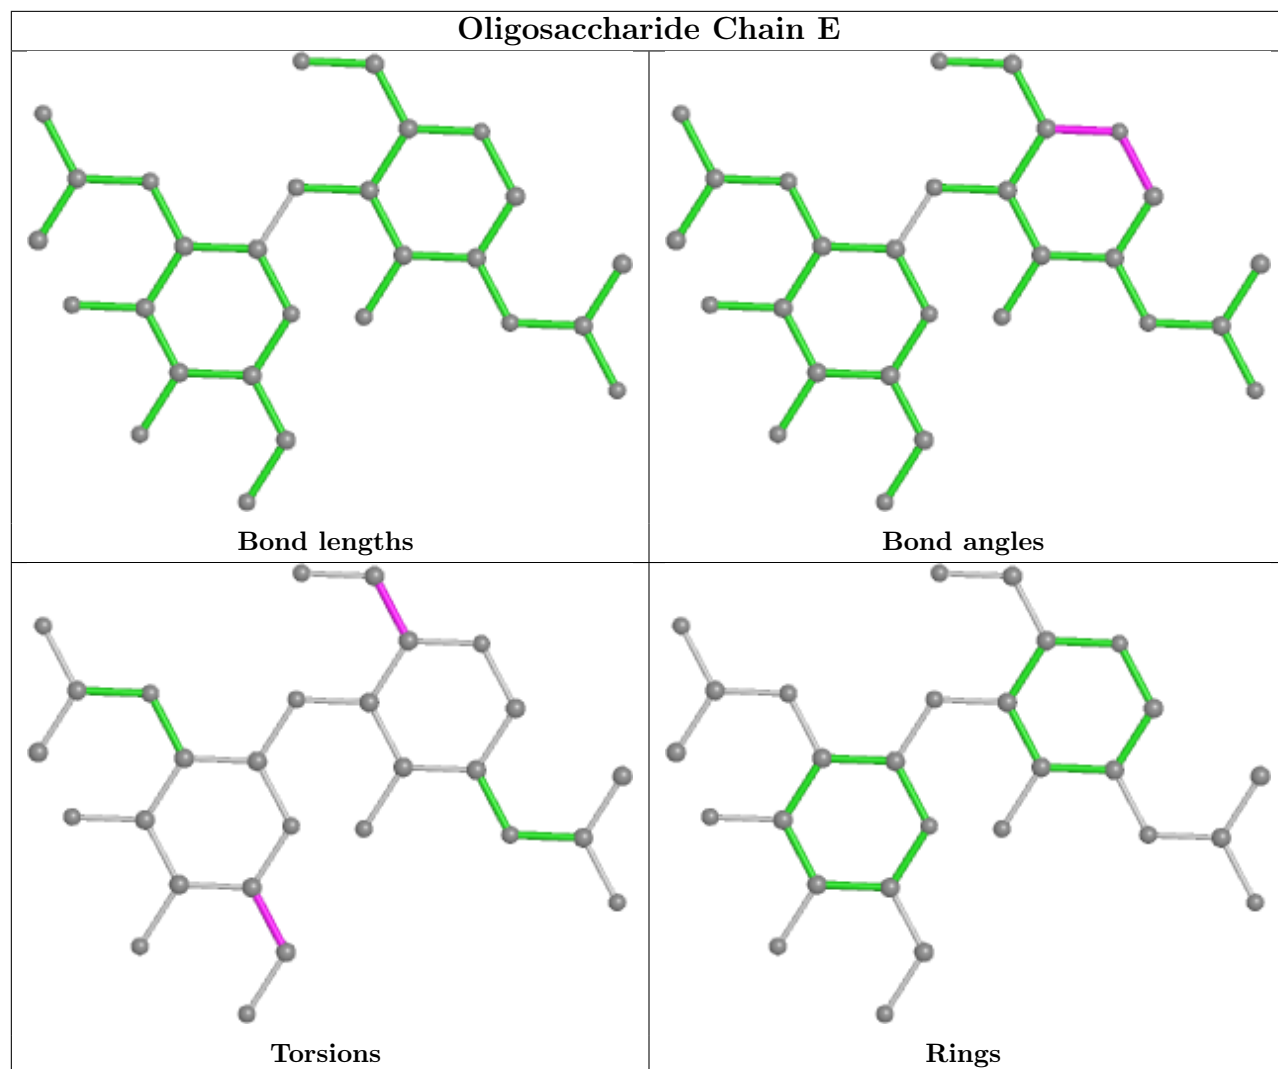 Oligosaccharide Chain E
Bond lengths
Bond angles
Torsions
Rings